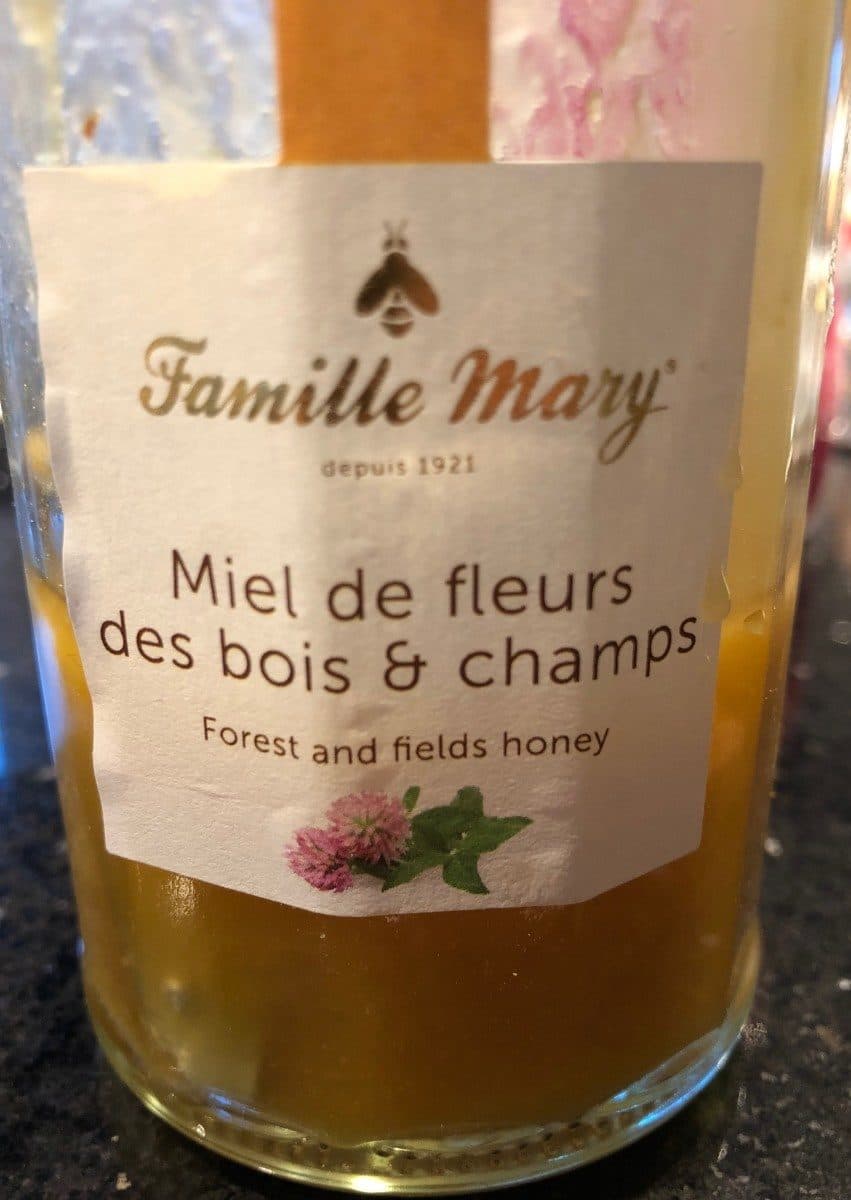 Famille Mary®
depuis 1921
Miel de fleurs
des bois & champs
Forest and fields honey